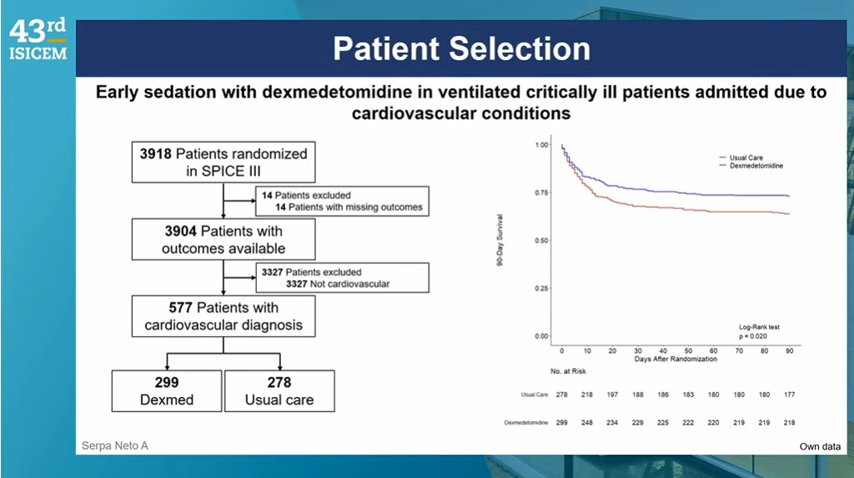 43rd
ISICEM
Patient Selection
Early sedation with dexmedetomidine in ventilated critically ill patients admitted due to
cardiovascular conditions
3918 Patients randomized
in SPICE III
14 Patients excluded
14 Patients with missing outcomes
3904 Patients with
outcomes available
3327 Patients excluded
3327 Not cardiovascular
577 Patients with
cardiovascular diagnosis
299
Dexmed
278
Usual care
90-Day Survival
1.00
0.75
0.50
0.25
0.00
Usual Care
Dexmedetomidine
Log-Rank test
p = 0.020
0 10 20 30 40 50 60 70 80 90
Days After Randomization
No. at Risk
Usual Care 278 218 197 188 186 183 180 180 180 177
Dexmedetomidine 299 248 234 229 225 222 220 219 219 218
Serpa Neto A
Own data